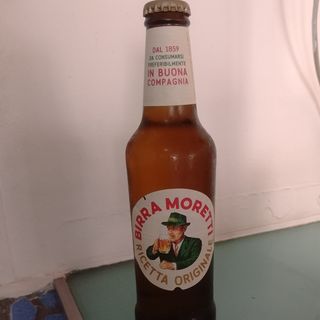 DAL 1859
DA CONSUMARSI
PREFERIBILMENTE
IN BUONA
COMPAGNIA
BIRRA MORETTI
RICETTA ORIGINALE